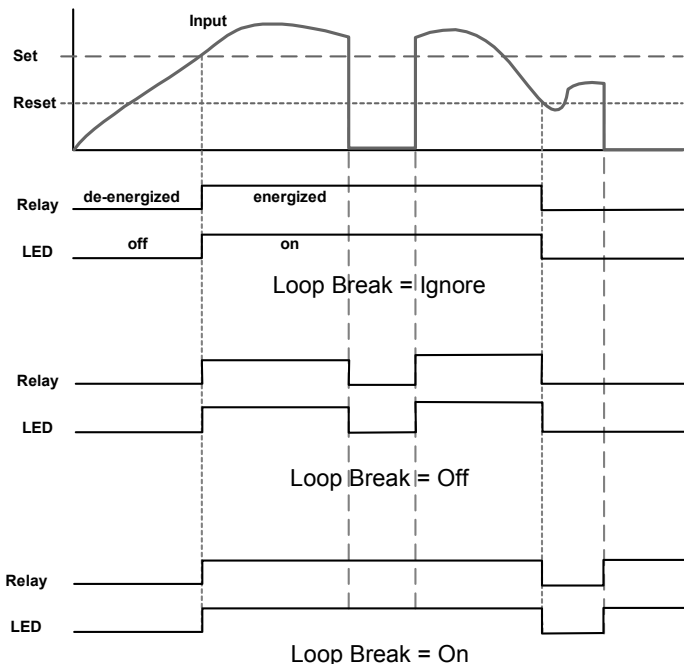 Input
Set
Reset
Relay de-energized energized
LED off on
Loop Break = Ignore
Relay
LED
Loop Break = Off
Relay
LED
Loop Break = On